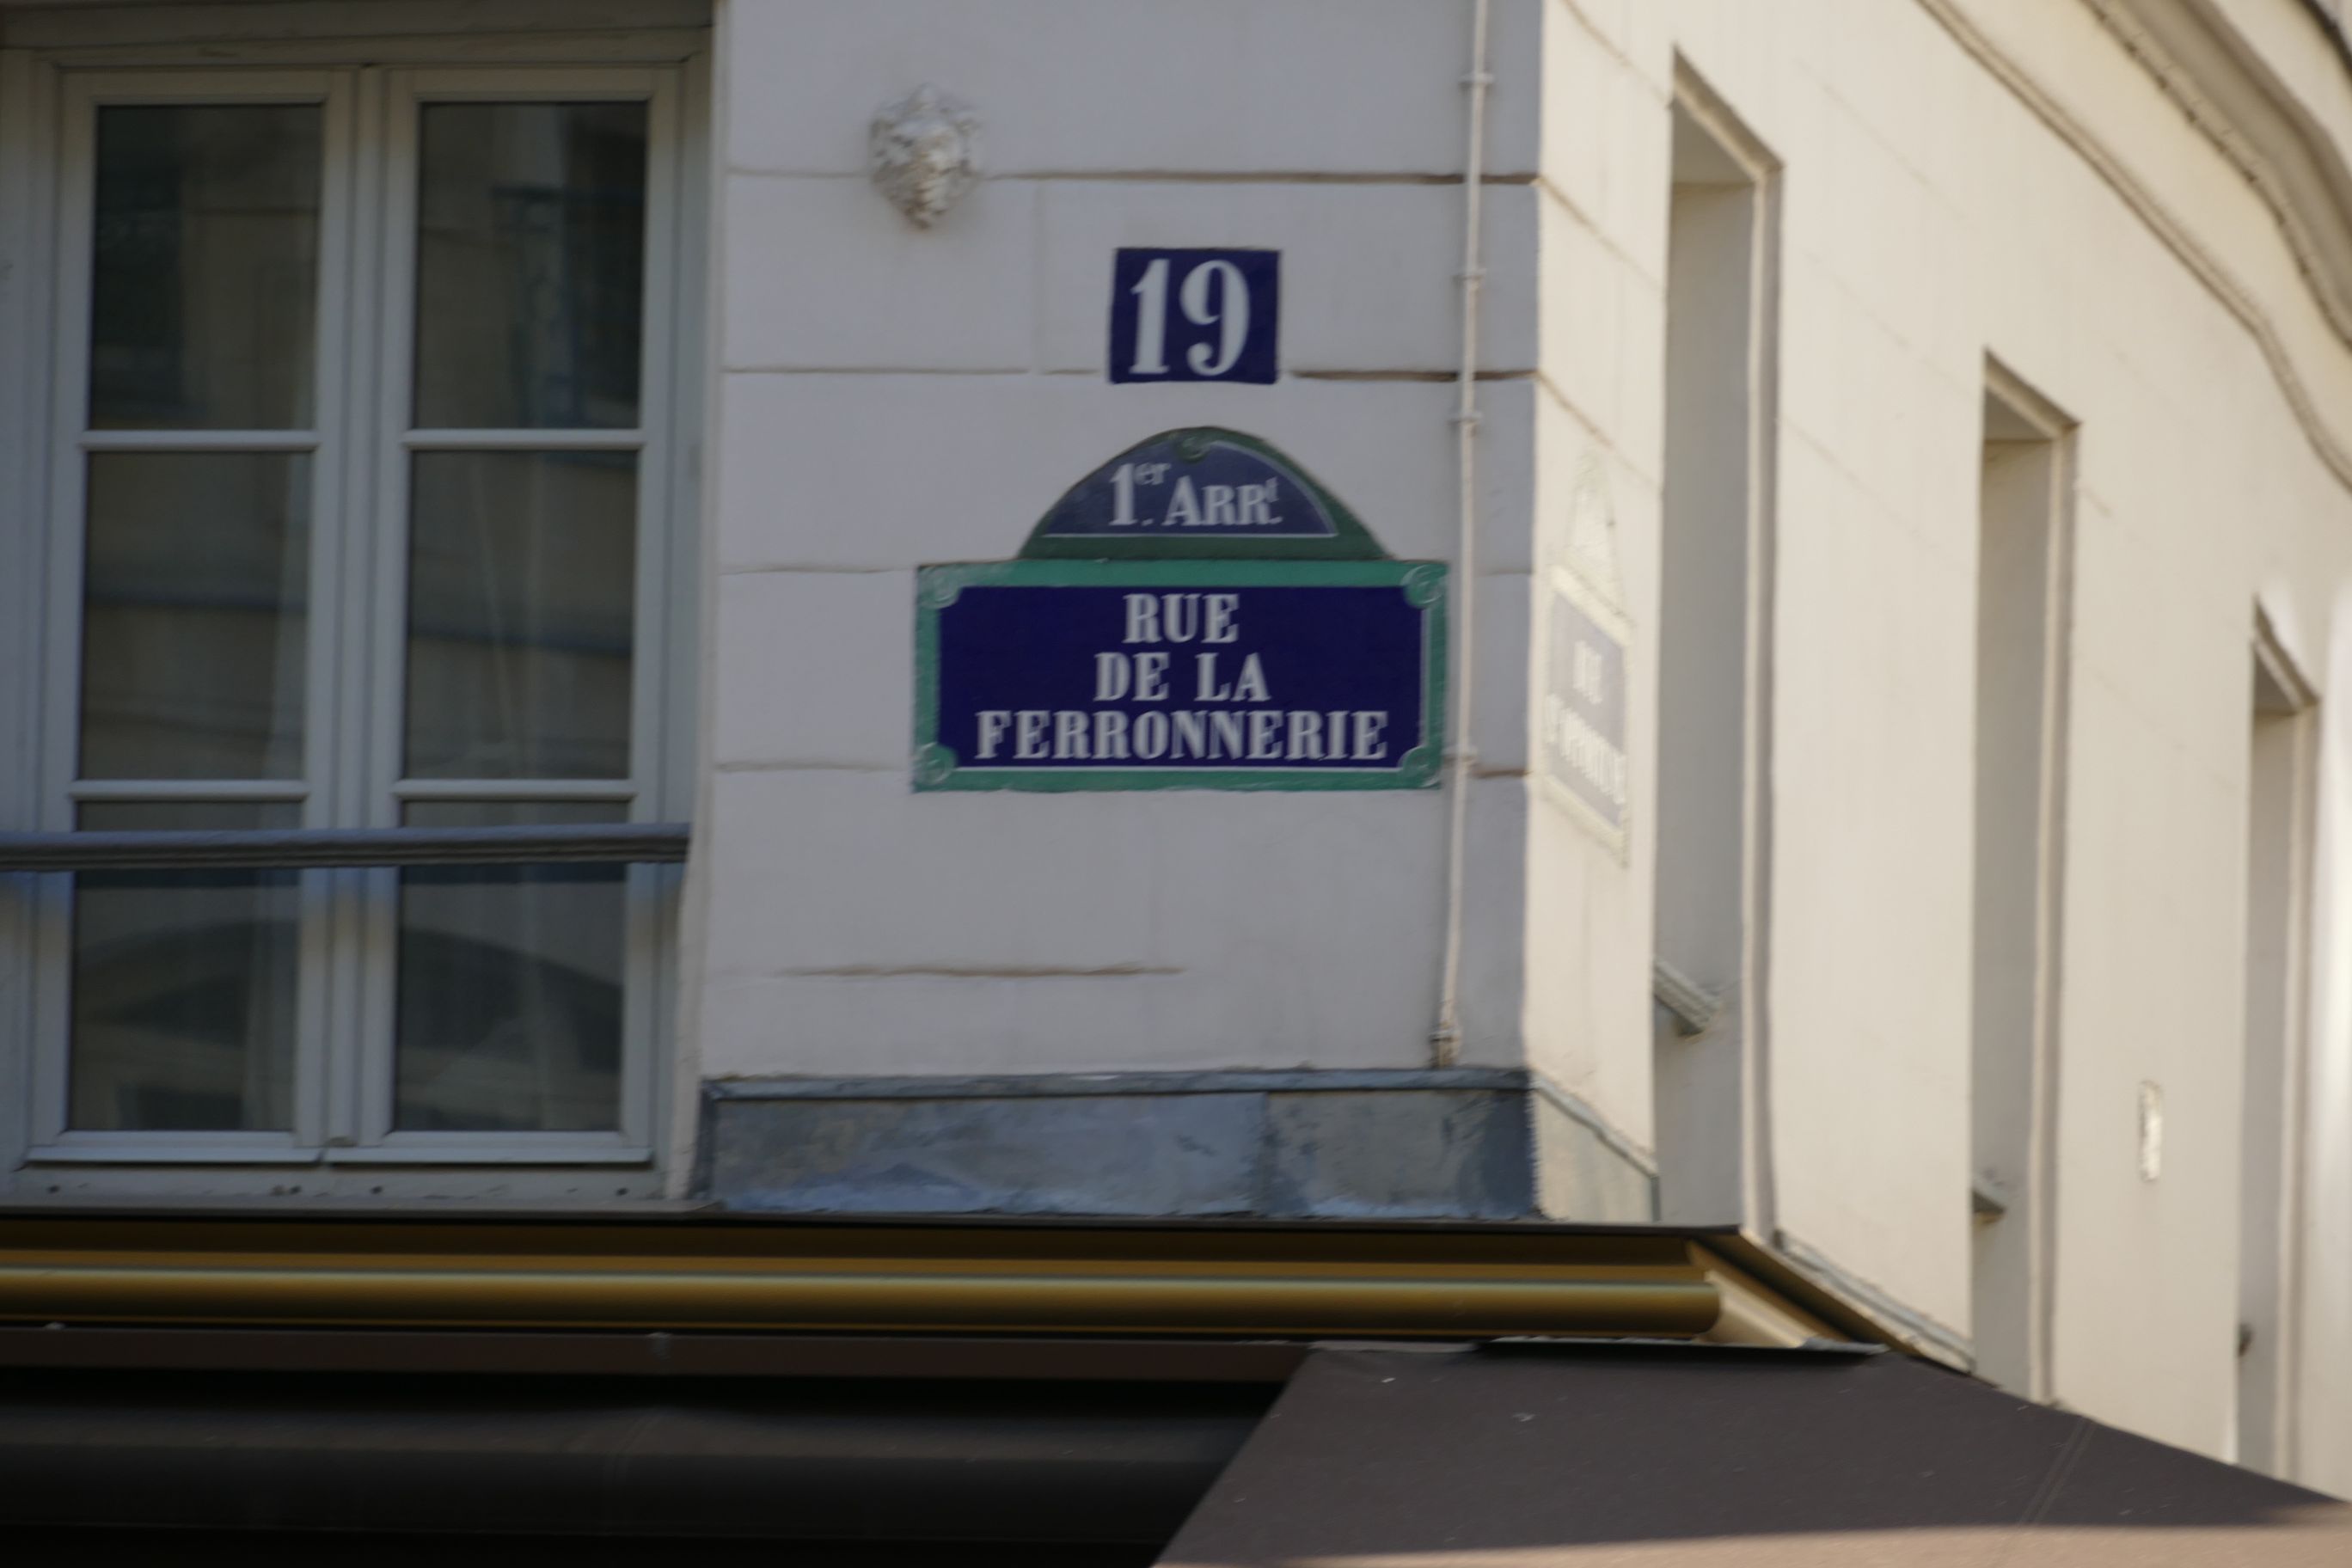 19
1er. ARRt.
RUE
DE LA
FERRONNERIE